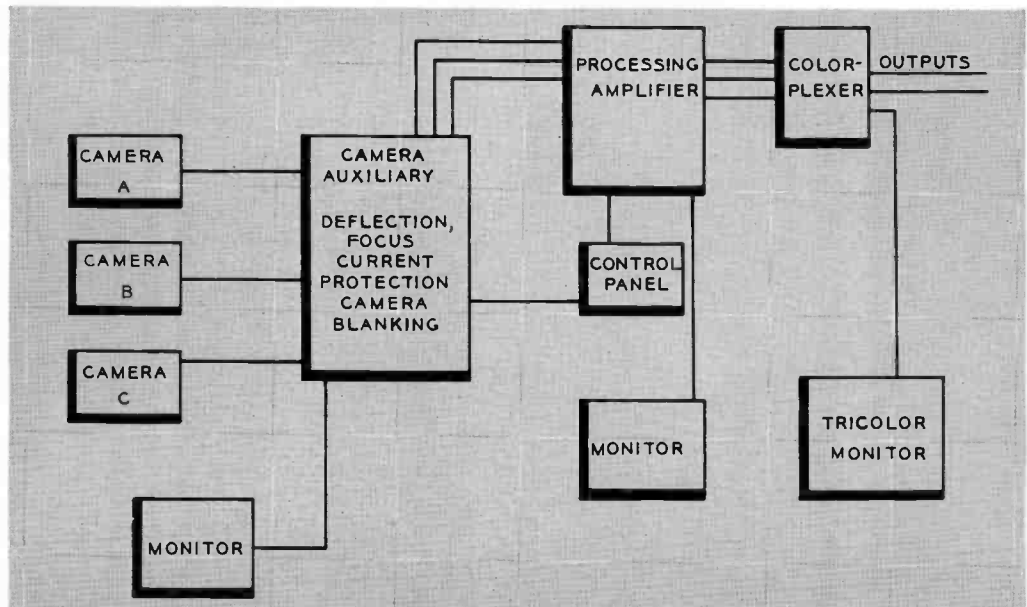 CAMERA
A
CAMERA
B
CAMERA
C
MONITOR
CAMERA
AUXILIARY
DEFLECTION,
FOCUS
CURRENT
PROTECTION
CAMERA
BLANKING
PROCESSING
AMPLIFIER
CONTROL
PANEL
MONITOR
COLOR-
PLEXER
OUTPUTS
TRICOLOR
MONITOR